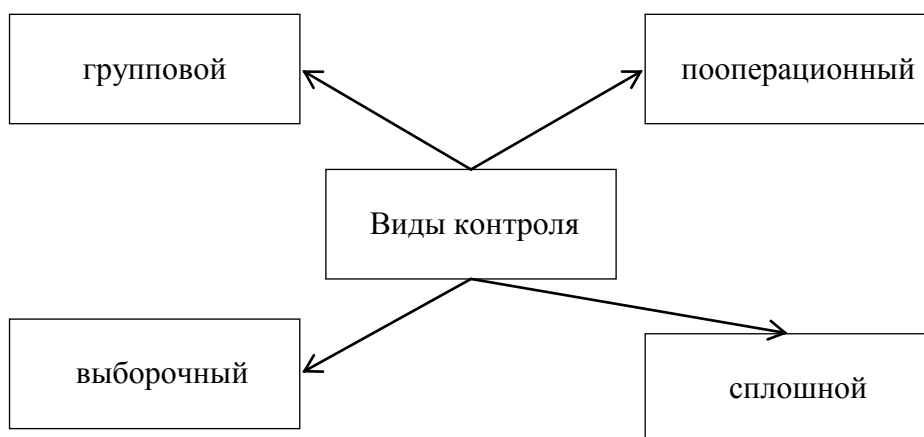 групповой
пооперационный
Виды контроля
выборочный
сплошной